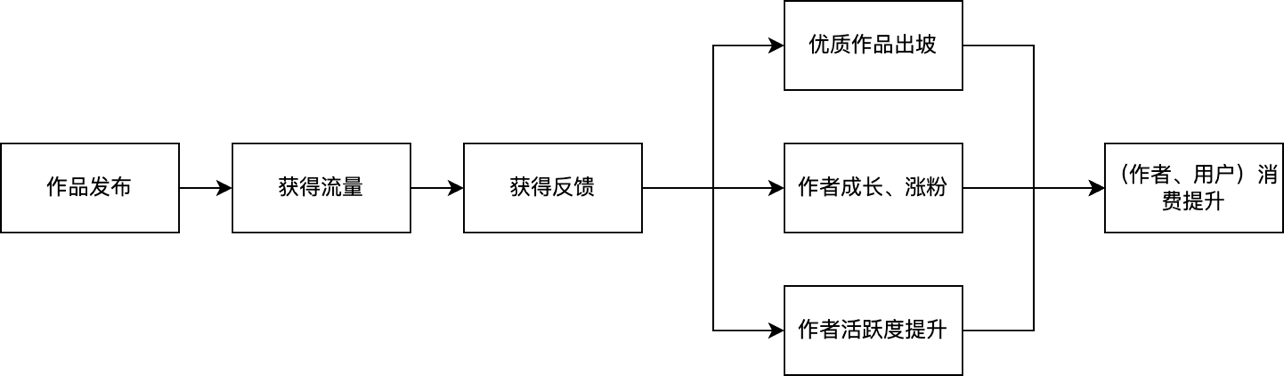 作品发布
获得流量
获得反馈
优质作品出坡
作者成长、涨粉
作者活跃度提升
（作者、用户）消
费提升